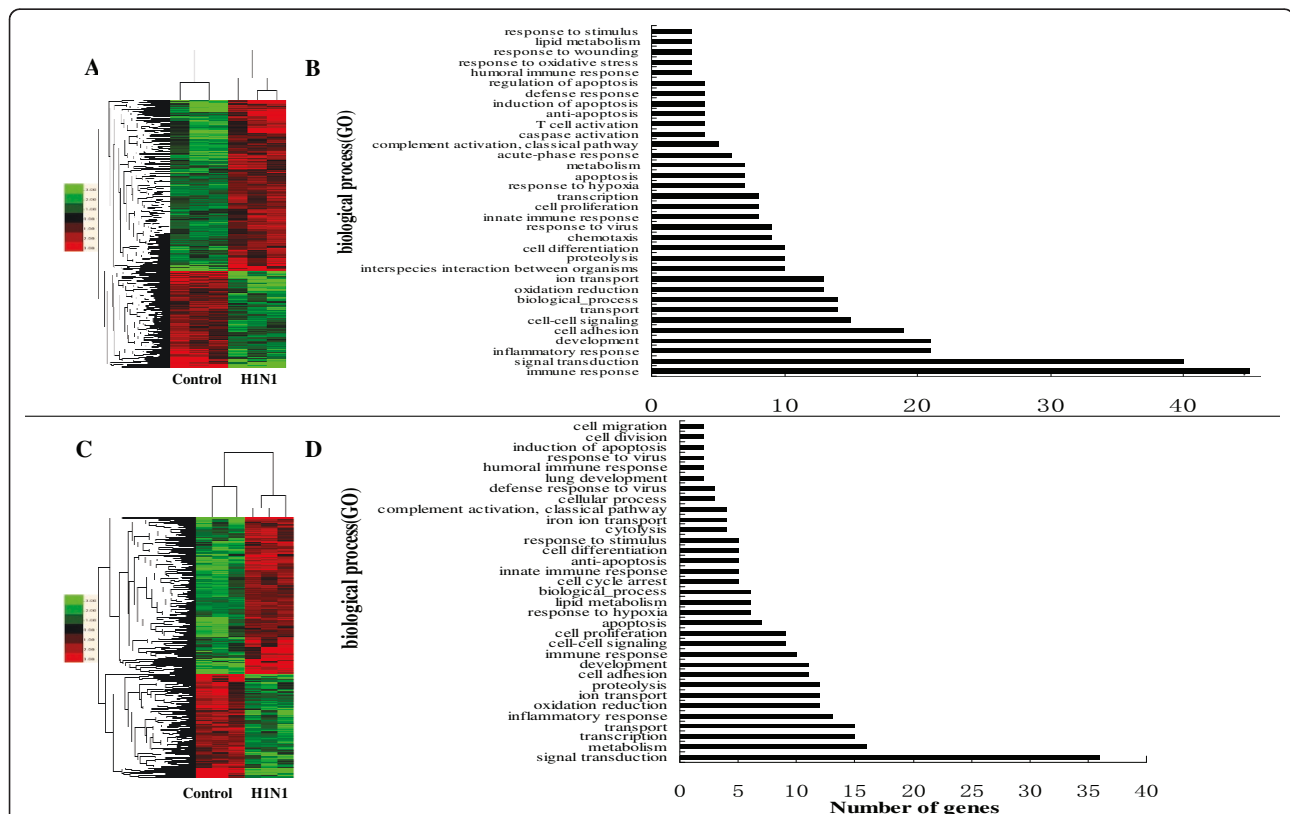 A
B
biological process(GO)
response to stimulus
lipid metabolism
response to wounding
response to oxidative stress
humoral immune response
regulation of apoptosis
defense response
induction of apoptosis
anti-apoptosis
T cell activation
caspase activation
complement activation, classical pathway
acute-phase response
metabolism
apoptosis
response to hypoxia
transcription
cell proliferation
innate immune response
response to virus
chemotaxis
cell differentiation
proteolysis
interspecies interaction between organisms
ion transport
oxidation reduction
biological_process
transport
cell-cell signaling
cell adhesion
development
inflammatory response
signal transduction
immune response
Control H1N1
0 10 20 30 40
C
D
biological process(GO)
cell migration
cell division
induction of apoptosis
response to virus
humoral immune response
lung development
defense response to virus
cellular process
complement activation, classical pathway
iron ion transport
cytolysis
response to stimulus
cell differentiation
anti-apoptosis
innate immune response
cell cycle arrest
biological_process
lipid metabolism
response to hypoxia
apoptosis
cell proliferation
cell-cell signaling
immune response
development
cell adhesion
proteolysis
ion transport
oxidation reduction
inflammatory response
transport
transcription
metabolism
signal transduction
Control H1N1
0 5 10 15 20 25 30 35 40
Number of genes